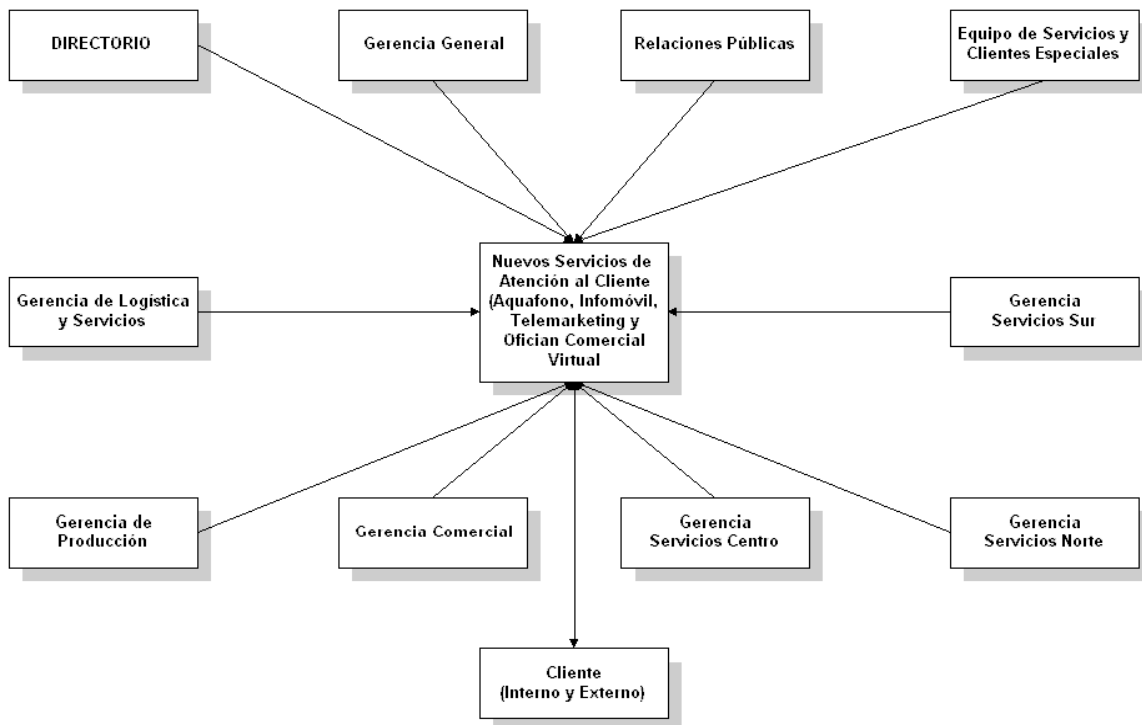 DIRECTORIO
Gerencia General
Relaciones Públicas
Equipo de Servicios y
Clientes Especiales
Gerencia de Logística
y Servicios
Nuevos Servicios de
Atención al Cliente
(Aquafono, Infomóvil,
Telemarketing y
Ofician Comercial
Virtual
Gerencia
Servicios Sur
Gerencia de
Producción
Gerencia Comercial
Gerencia
Servicios Centro
Gerencia
Servicios Norte
Cliente
(Interno y Externo)